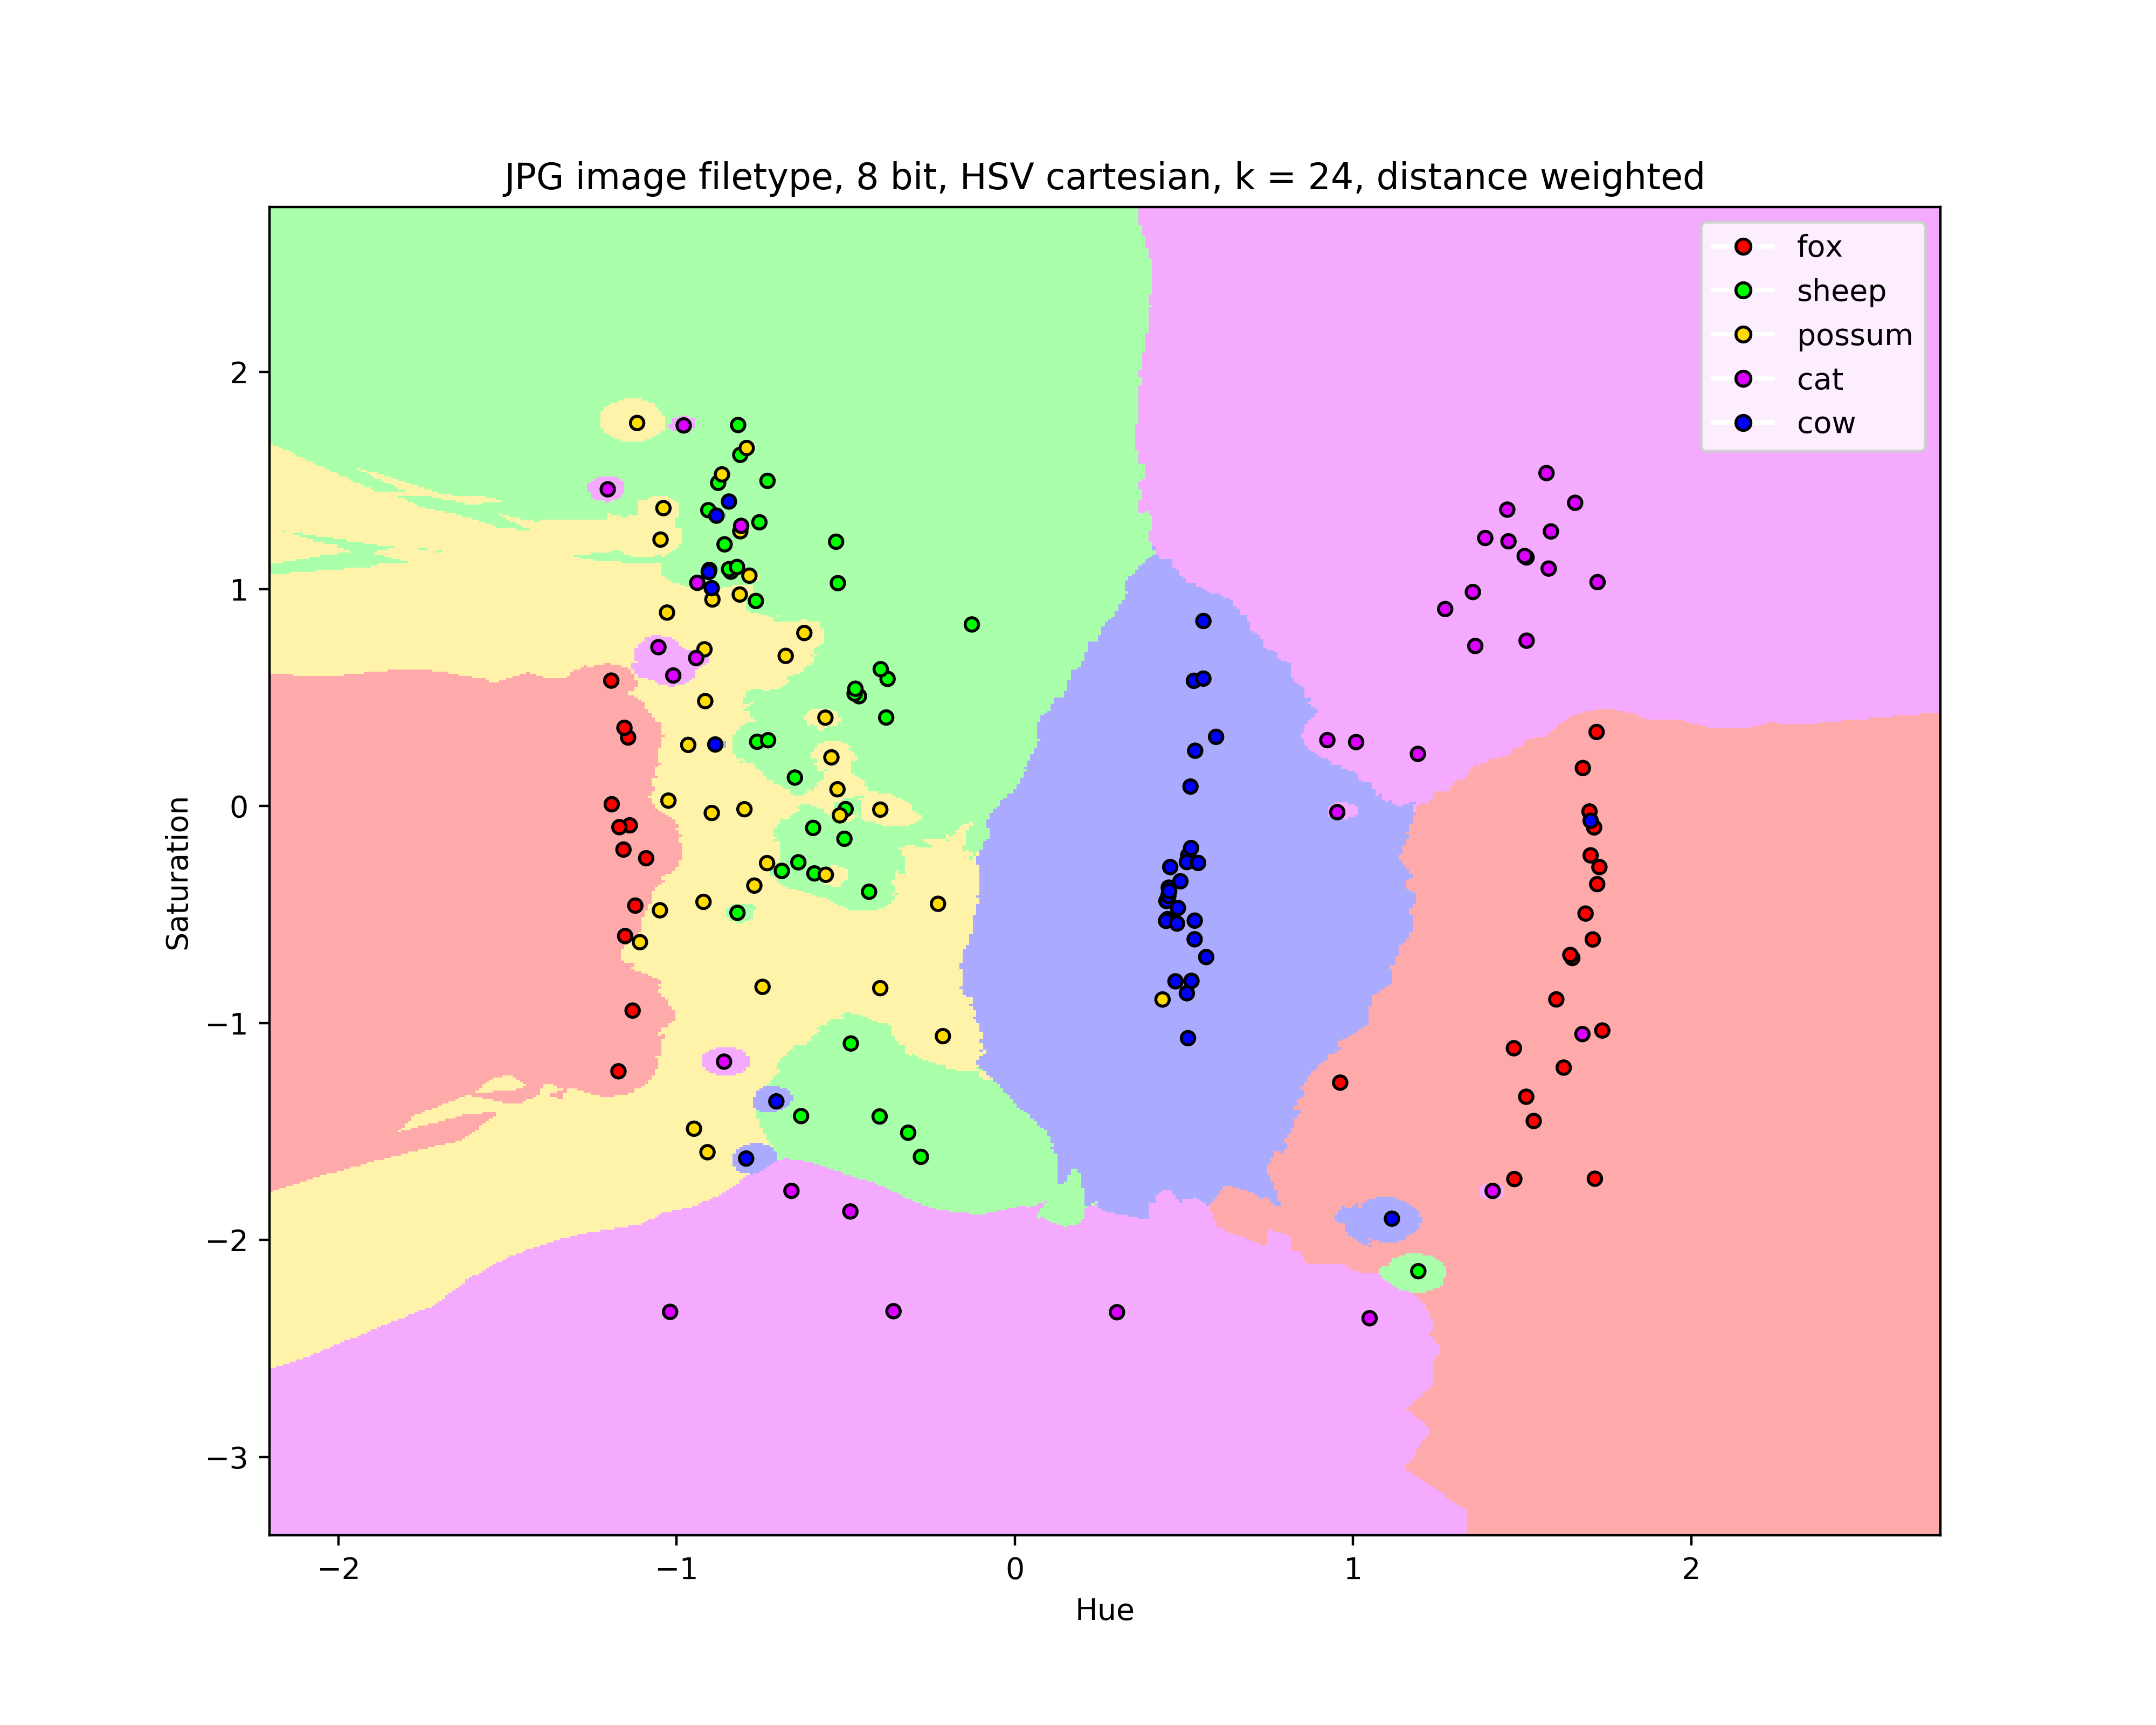 JPG image filetype, 8 bit, HSV cartesian, k = 24, distance weighted
fox
sheep
possum
cat
cow
Saturation
2
1
0
−1
−2
−3
−2
−1
0
1
2
Hue